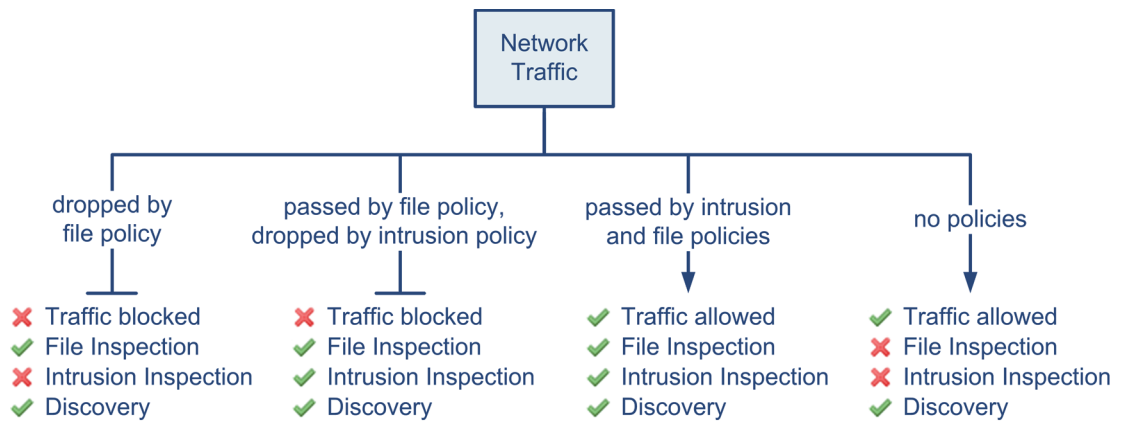 Network
Traffic
dropped by
file policy
passed by file policy,
dropped by intrusion policy
passed by intrusion
and file policies
no policies
Traffic blocked
File Inspection
Intrusion Inspection
Discovery
Traffic blocked
File Inspection
Intrusion Inspection
Discovery
Traffic allowed
File Inspection
Intrusion Inspection
Discovery
Traffic allowed
File Inspection
Intrusion Inspection
Discovery